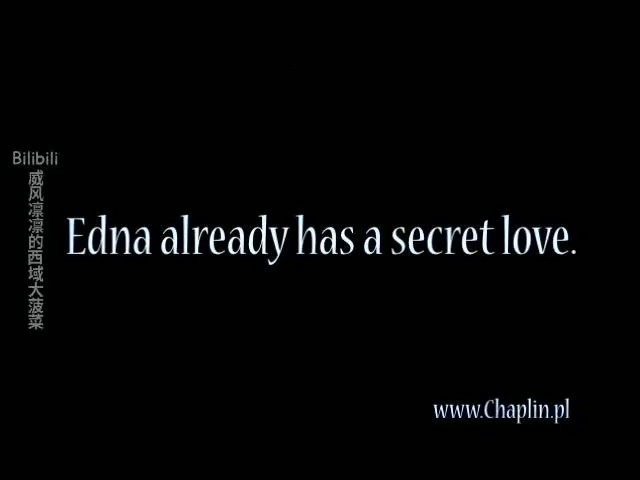 Bilibili
威风凛凛的西域大菠菜
Edna already has a secret love.
www.Chaplin.pl